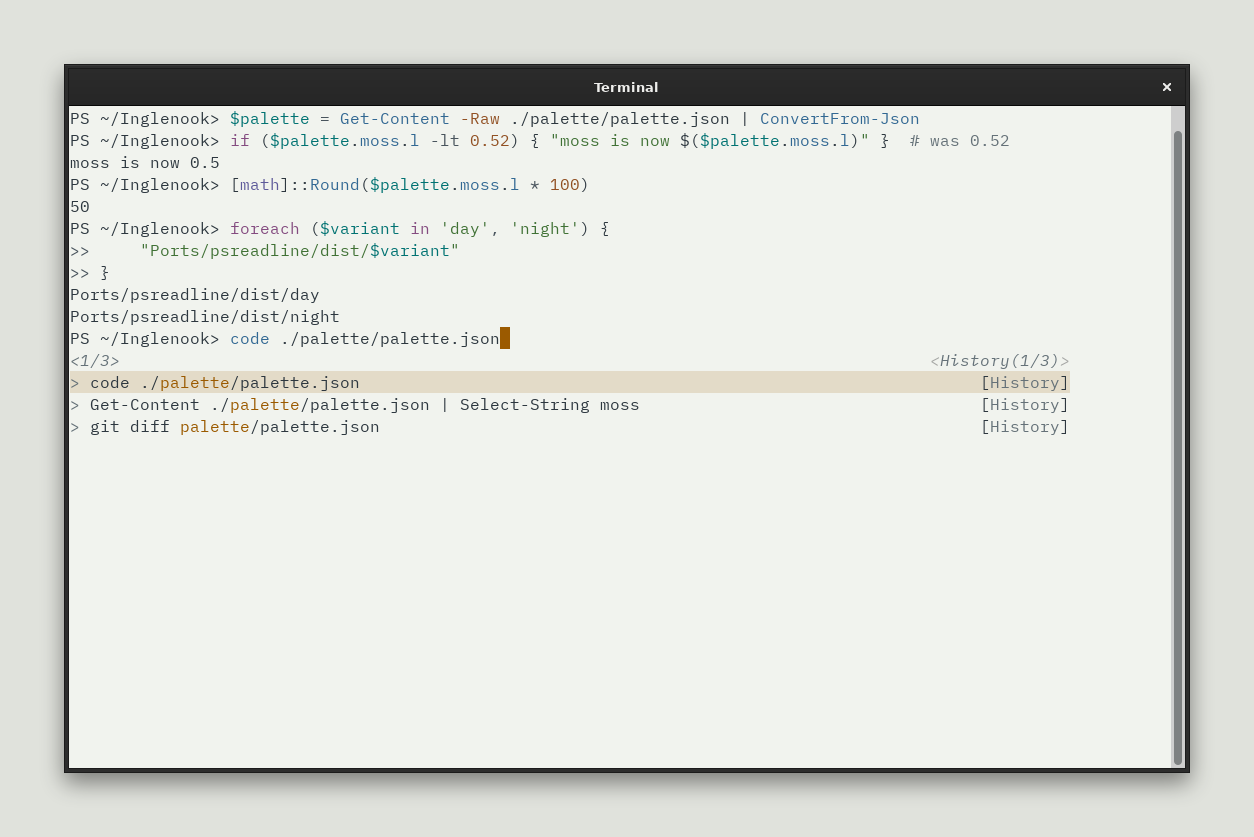 Terminal ×
PS ~/Inglenook> $palette = Get-Content -Raw ./palette/palette.json | ConvertFrom-Json
PS ~/Inglenook> if ($palette.moss.l -lt 0.52) { "moss is now $($palette.moss.l)" }  # was 0.52
moss is now 0.5
PS ~/Inglenook> [math]::Round($palette.moss.l * 100)
50
PS ~/Inglenook> foreach ($variant in 'day', 'night') {
>>     "Ports/psreadline/dist/$variant"
>> }
Ports/psreadline/dist/day
Ports/psreadline/dist/night
PS ~/Inglenook> code ./palette/palette.json
<1/3> <History(1/3)>
> code ./palette/palette.json [History]
> Get-Content ./palette/palette.json | Select-String moss [History]
> git diff palette/palette.json [History]